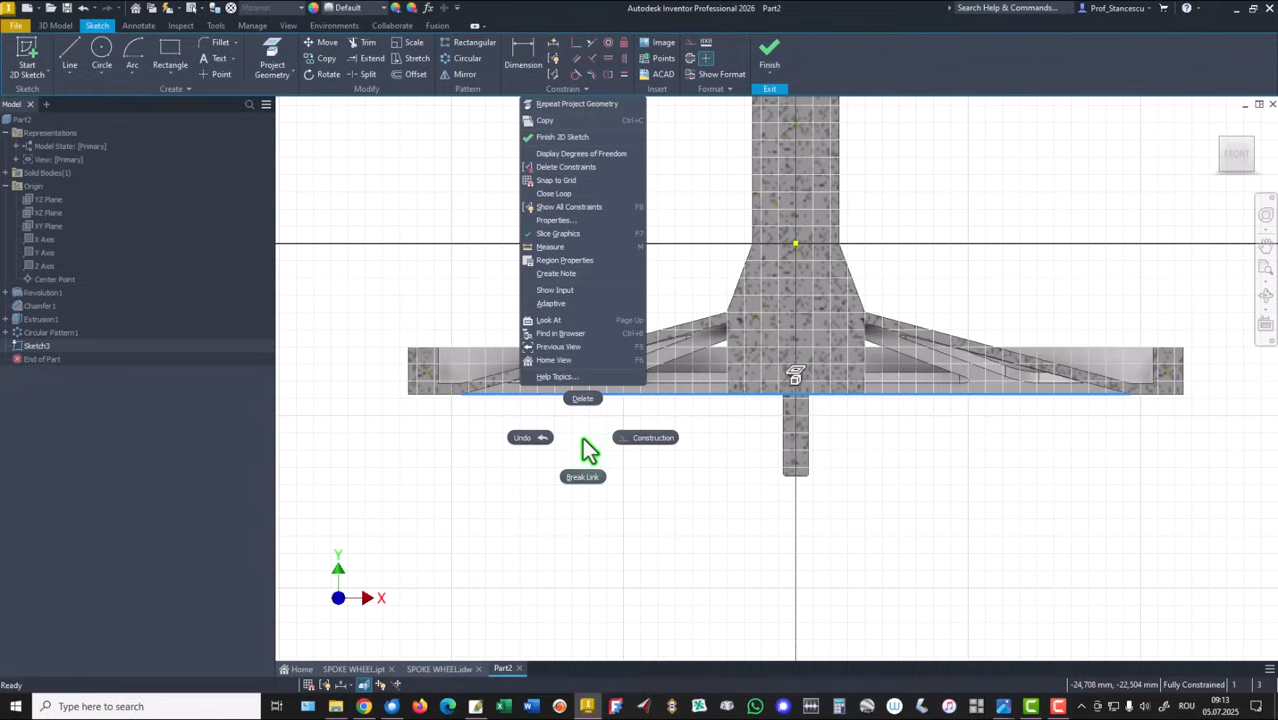 Material
Default
Autodesk Inventor Professional 2026 Part2
Search Help & Commands...
Prof_Stancescu
File
3D Model
Sketch
Annotate
Inspect
Tools
Manage
View
Environments
Collaborate
Fusion
Start
2D Sketch
Line
Circle
Arc
Rectangle
Fillet
Text
Point
Project
Geometry
Move
Copy
Rotate
Trim
Extend
Split
Scale
Stretch
Offset
Rectangular
Circular
Mirror
Dimension
Image
Points
ACAD
Show Format
Finish
Sketch
Create
Modify
Pattern
Constrain
Insert
Format
Exit
Model
Part2
Representations
Model State: [Primary]
View: [Primary]
Solid Bodies(1)
Origin
YZ Plane
XZ Plane
XY Plane
X Axis
Y Axis
Z Axis
Center Point
Revolution1
Chamfer1
Extrusion1
Circular Pattern1
Sketch3
End of Part
Repeat Project Geometry
Copy Ctrl+C
Finish 2D Sketch
Display Degrees of Freedom
Delete Constraints
Snap to Grid
Close Loop
Show All Constraints F8
Properties...
Slice Graphics F7
Measure M
Region Properties
Create Note
Show Input
Adaptive
Look At Page Up
Find in Browser Ctrl+B
Previous View F5
Home View F6
Help Topics...
Delete
Undo
Construction
Break Link
FRONT
Y
X
Home
SPOKE WHEEL.ipt
SPOKE WHEEL.idw
Part2
Ready
-24,708 mm, -22,504 mm
Fully Constrained
1
3
Type here to search
RU
09:13
05.07.2025